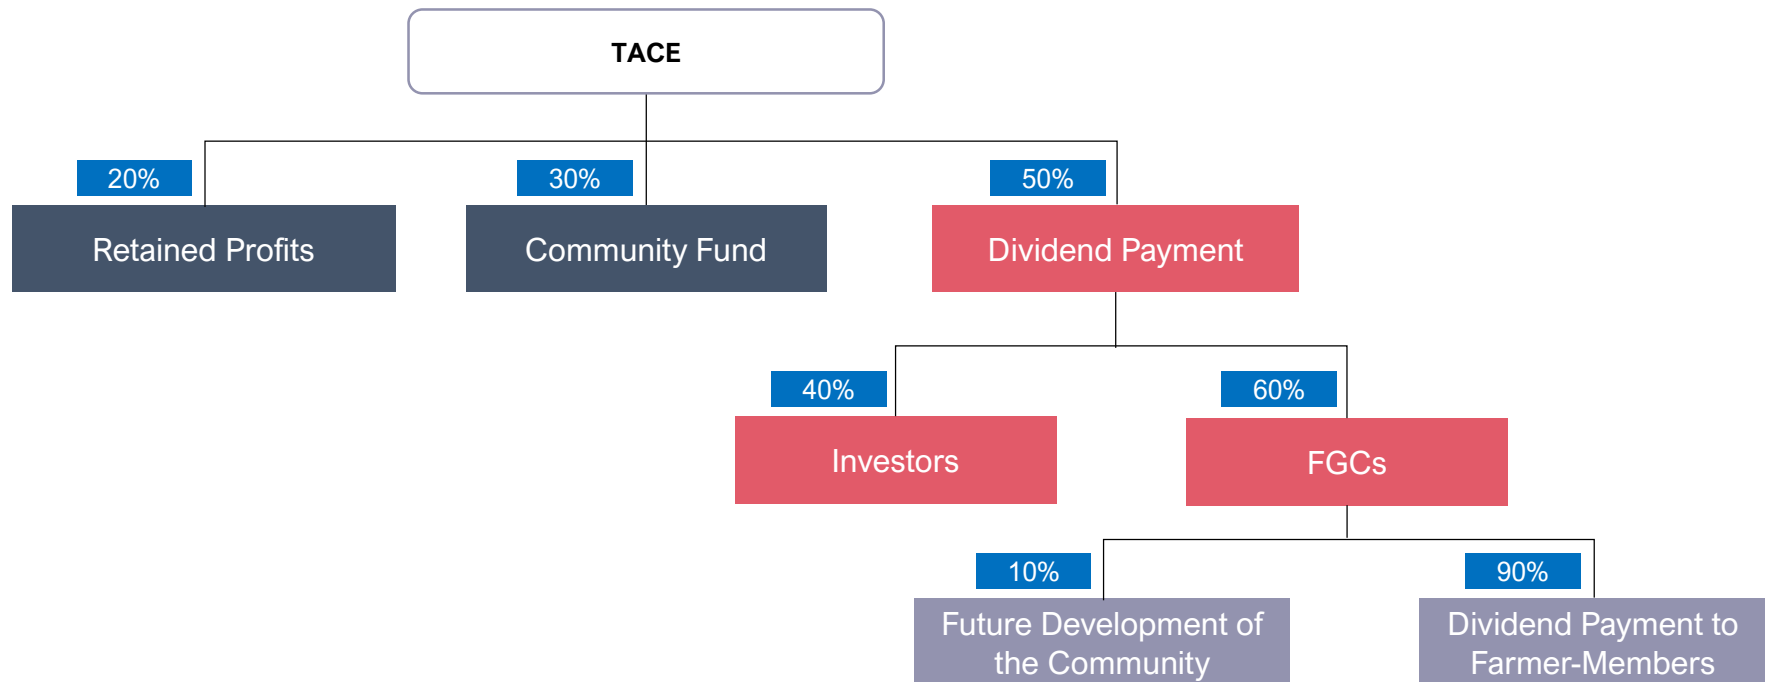 TACE
20%
30%
50%
Retained Profits
Community Fund
Dividend Payment
40%
60%
Investors
FGCs
10%
90%
Future Development of
the Community
Dividend Payment to
Farmer-Members